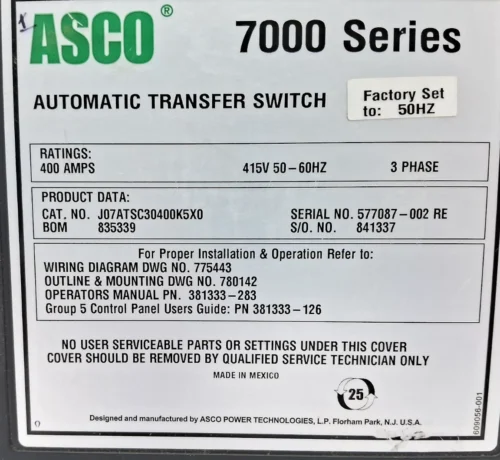 1
ASCO® 7000 Series
AUTOMATIC TRANSFER SWITCH
Factory Set
to: 50HZ
RATINGS:
400 AMPS 415V 50-60HZ 3 PHASE
PRODUCT DATA:
CAT. NO. J07ATSC30400K5X0 SERIAL NO. 577087-002 RE
BOM 835339 S/O. NO. 841337
For Proper Installation & Operation Refer to:
WIRING DIAGRAM DWG NO. 775443
OUTLINE & MOUNTING DWG NO. 780142
OPERATORS MANUAL PN. 381333-283
Group 5 Control Panel Users Guide: PN 381333-126
NO USER SERVICEABLE PARTS OR SETTINGS UNDER THIS COVER
COVER SHOULD BE REMOVED BY QUALIFIED SERVICE TECHNICIAN ONLY
MADE IN MEXICO
25
0
Designed and manufactured by ASCO POWER TECHNOLOGIES, L.P. Florham Park, N.J. U.S.A.
609056-001